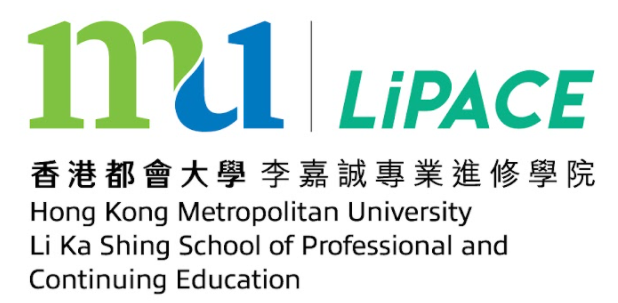 mu LiPACE
香港都會大學 李嘉誠專業進修學院
Hong Kong Metropolitan University
Li Ka Shing School of Professional and
Continuing Education